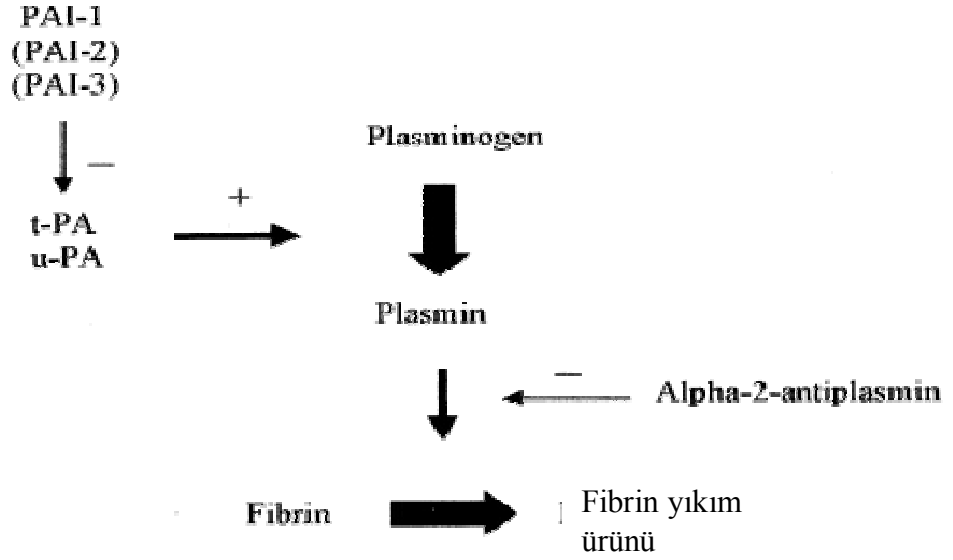 PAI-1
(PAI-2)
(PAI-3)
−
Plasminogen
+
t-PA
u-PA
Plasmin
−
Alpha-2-antiplasmin
Fibrin
Fibrin yıkım
ürünü